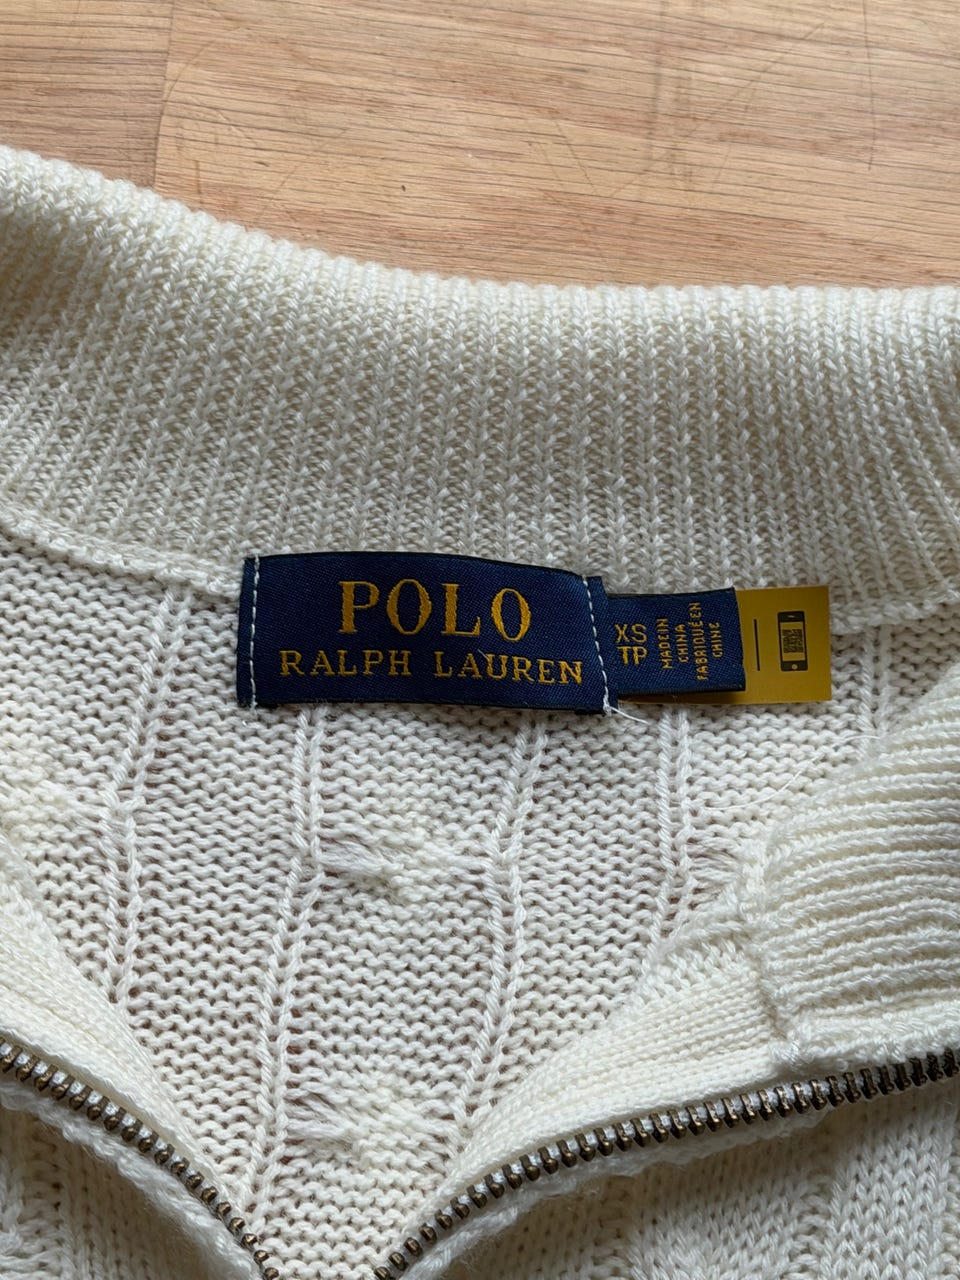 POLO
RALPH LAUREN
XS
TP
MADE IN
CHINA
FABRIQUÉ EN
CHINE